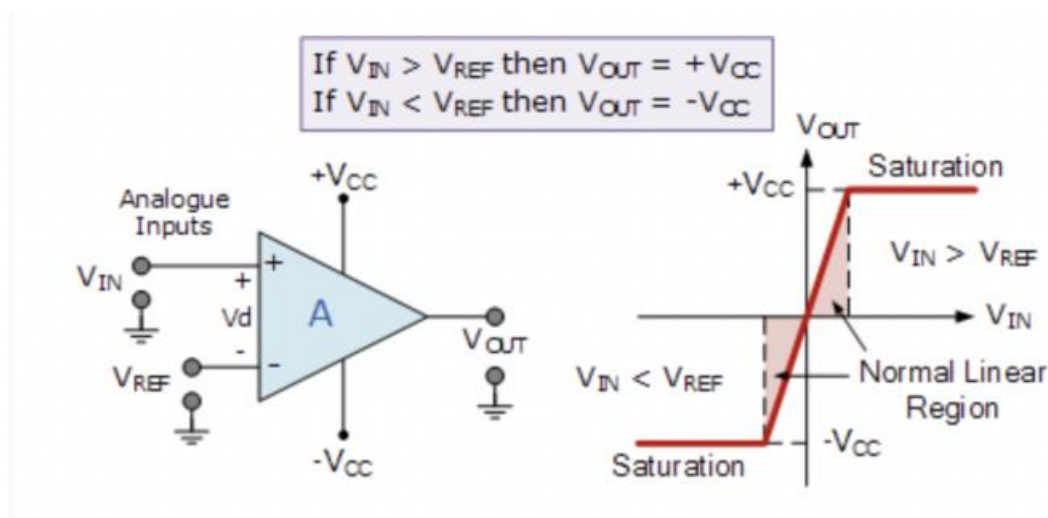 If VIN > VREF then VOUT = +VCC
If VIN < VREF then VOUT = -VCC
VOUT
+VCC
Analogue
Inputs
VIN
+
+
A
Vd
-
-
VREF
VOUT
-VCC
+VCC
Saturation
VIN > VREF
VIN
VIN < VREF
Normal Linear
Region
-VCC
Saturation